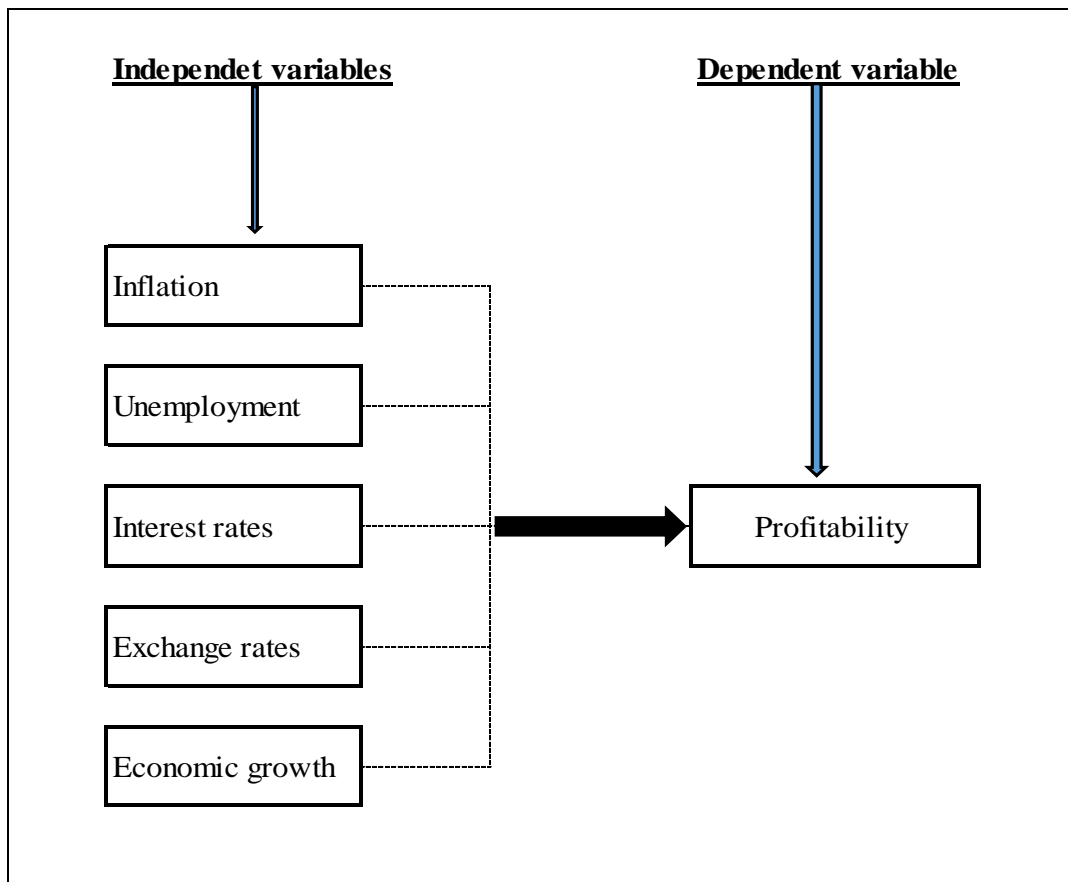 Independet variables
Dependent variable
Inflation
Unemployment
Interest rates
Profitability
Exchange rates
Economic growth